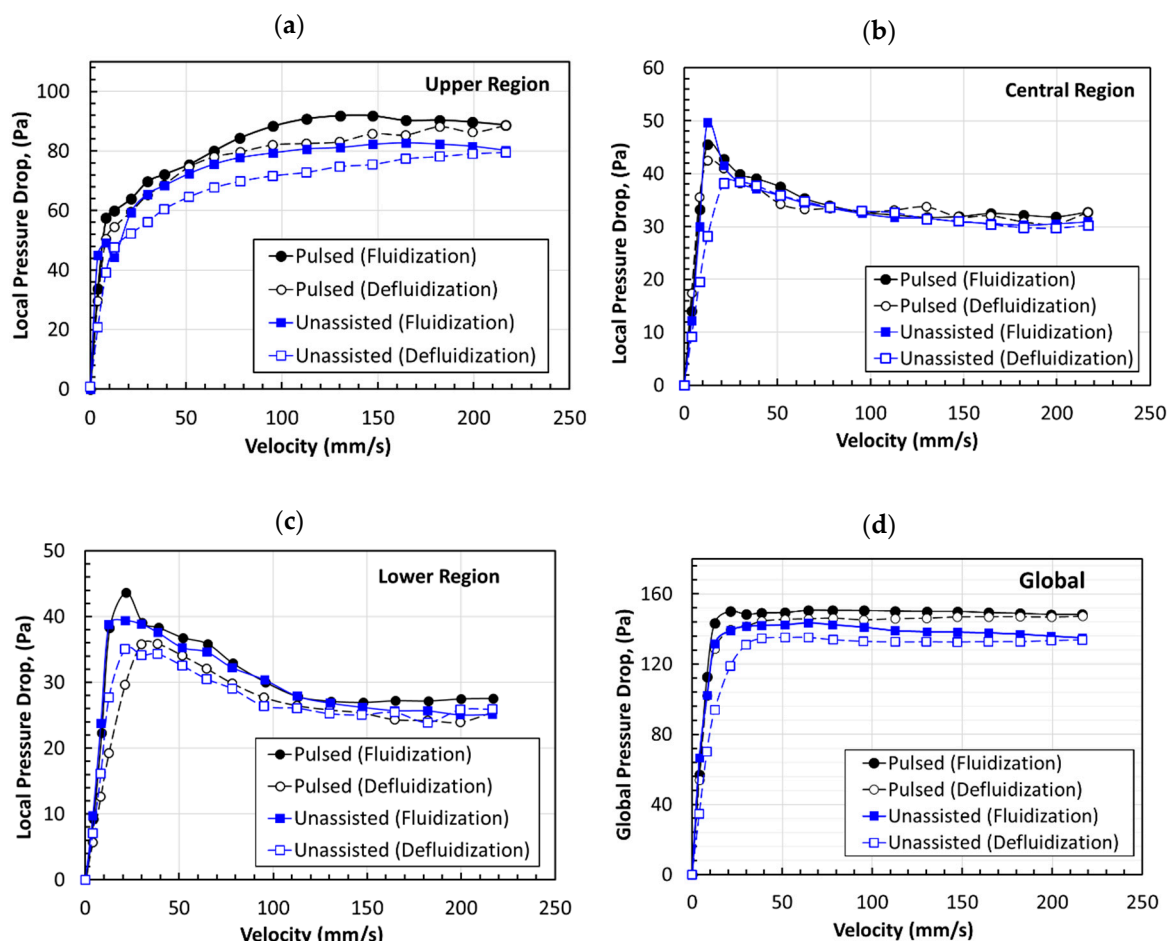 (a)
Upper Region
Local Pressure Drop, (Pa)
100
80
60
40
20
0
Pulsed (Fluidization)
Pulsed (Defluidization)
Unassisted (Fluidization)
Unassisted (Defluidization)
0 50 100 150 200 250
Velocity (mm/s)
(b)
Central Region
Local Pressure Drop, (Pa)
60
50
40
30
20
10
0
Pulsed (Fluidization)
Pulsed (Defluidization)
Unassisted (Fluidization)
Unassisted (Defluidization)
0 50 100 150 200 250
Velocity (mm/s)
(c)
Lower Region
Local Pressure Drop, (Pa)
50
40
30
20
10
0
Pulsed (Fluidization)
Pulsed (Defluidization)
Unassisted (Fluidization)
Unassisted (Defluidization)
0 50 100 150 200 250
Velocity (mm/s)
(d)
Global
Global Pressure Drop, (Pa)
160
120
80
40
0
Pulsed (Fluidization)
Pulsed (Defluidization)
Unassisted (Fluidization)
Unassisted (Defluidization)
0 50 100 150 200 250
Velocity (mm/s)